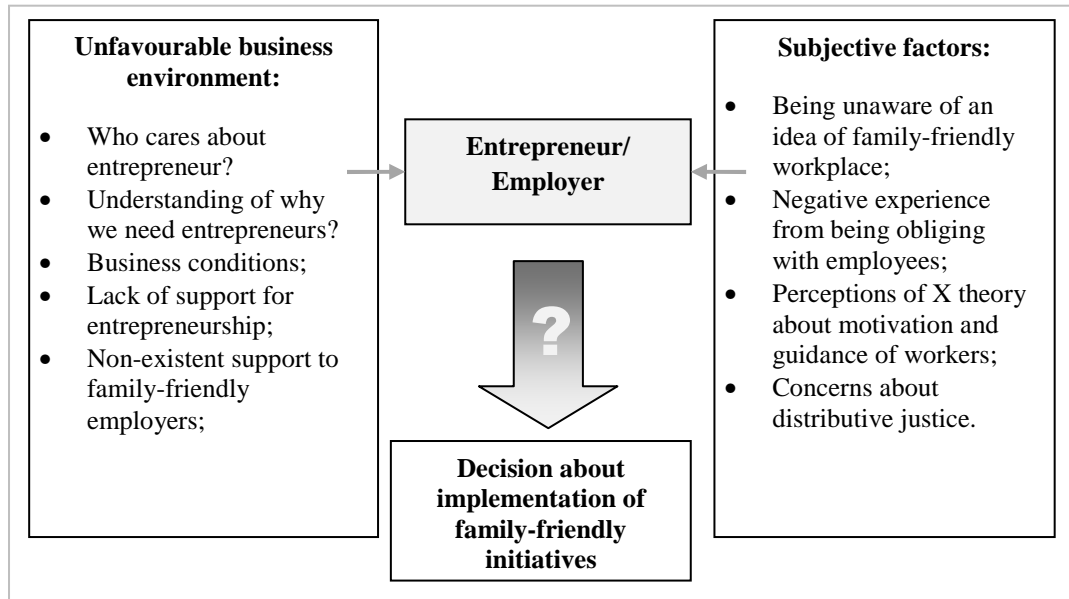 Unfavourable business
environment:
• Who cares about
entrepreneur?
• Understanding of why
we need entrepreneurs?
• Business conditions;
• Lack of support for
entrepreneurship;
• Non-existent support to
family-friendly
employers;
Entrepreneur/
Employer
?
Decision about
implementation of
family-friendly
initiatives
Subjective factors:
• Being unaware of an
idea of family-friendly
workplace;
• Negative experience
from being obliging
with employees;
• Perceptions of X theory
about motivation and
guidance of workers;
• Concerns about
distributive justice.